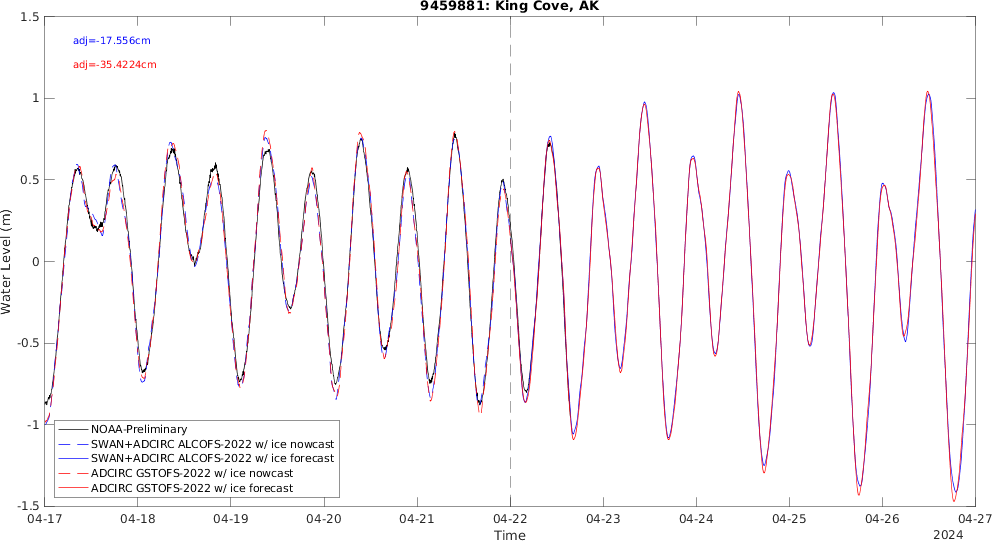 9459881: King Cove, AK
adj=-17.556cm
adj=-35.4224cm
Water Level (m)
1.5
1
0.5
0
-0.5
-1
-1.5
NOAA-Preliminary
SWAN+ADCIRC ALCOFS-2022 w/ ice nowcast
SWAN+ADCIRC ALCOFS-2022 w/ ice forecast
ADCIRC GSTOFS-2022 w/ ice nowcast
ADCIRC GSTOFS-2022 w/ ice forecast
04-17 04-18 04-19 04-20 04-21 04-22 04-23 04-24 04-25 04-26 04-27
Time
2024